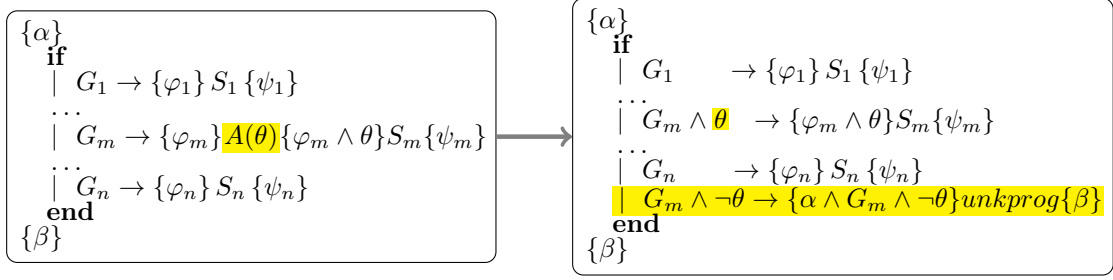 {α}
if
| G₁ → {φ₁} S₁ {ψ₁}
...
| Gₘ → {φₘ}A(θ){φₘ ∧ θ}Sₘ{ψₘ}
...
| Gₙ → {φₙ} Sₙ {ψₙ}
end
{β}
{α}
if
| G₁ → {φ₁} S₁ {ψ₁}
...
| Gₘ ∧ θ → {φₘ ∧ θ}Sₘ{ψₘ}
...
| Gₙ → {φₙ} Sₙ {ψₙ}
| Gₘ ∧ ¬θ → {α ∧ Gₘ ∧ ¬θ}unkprog{β}
end
{β}